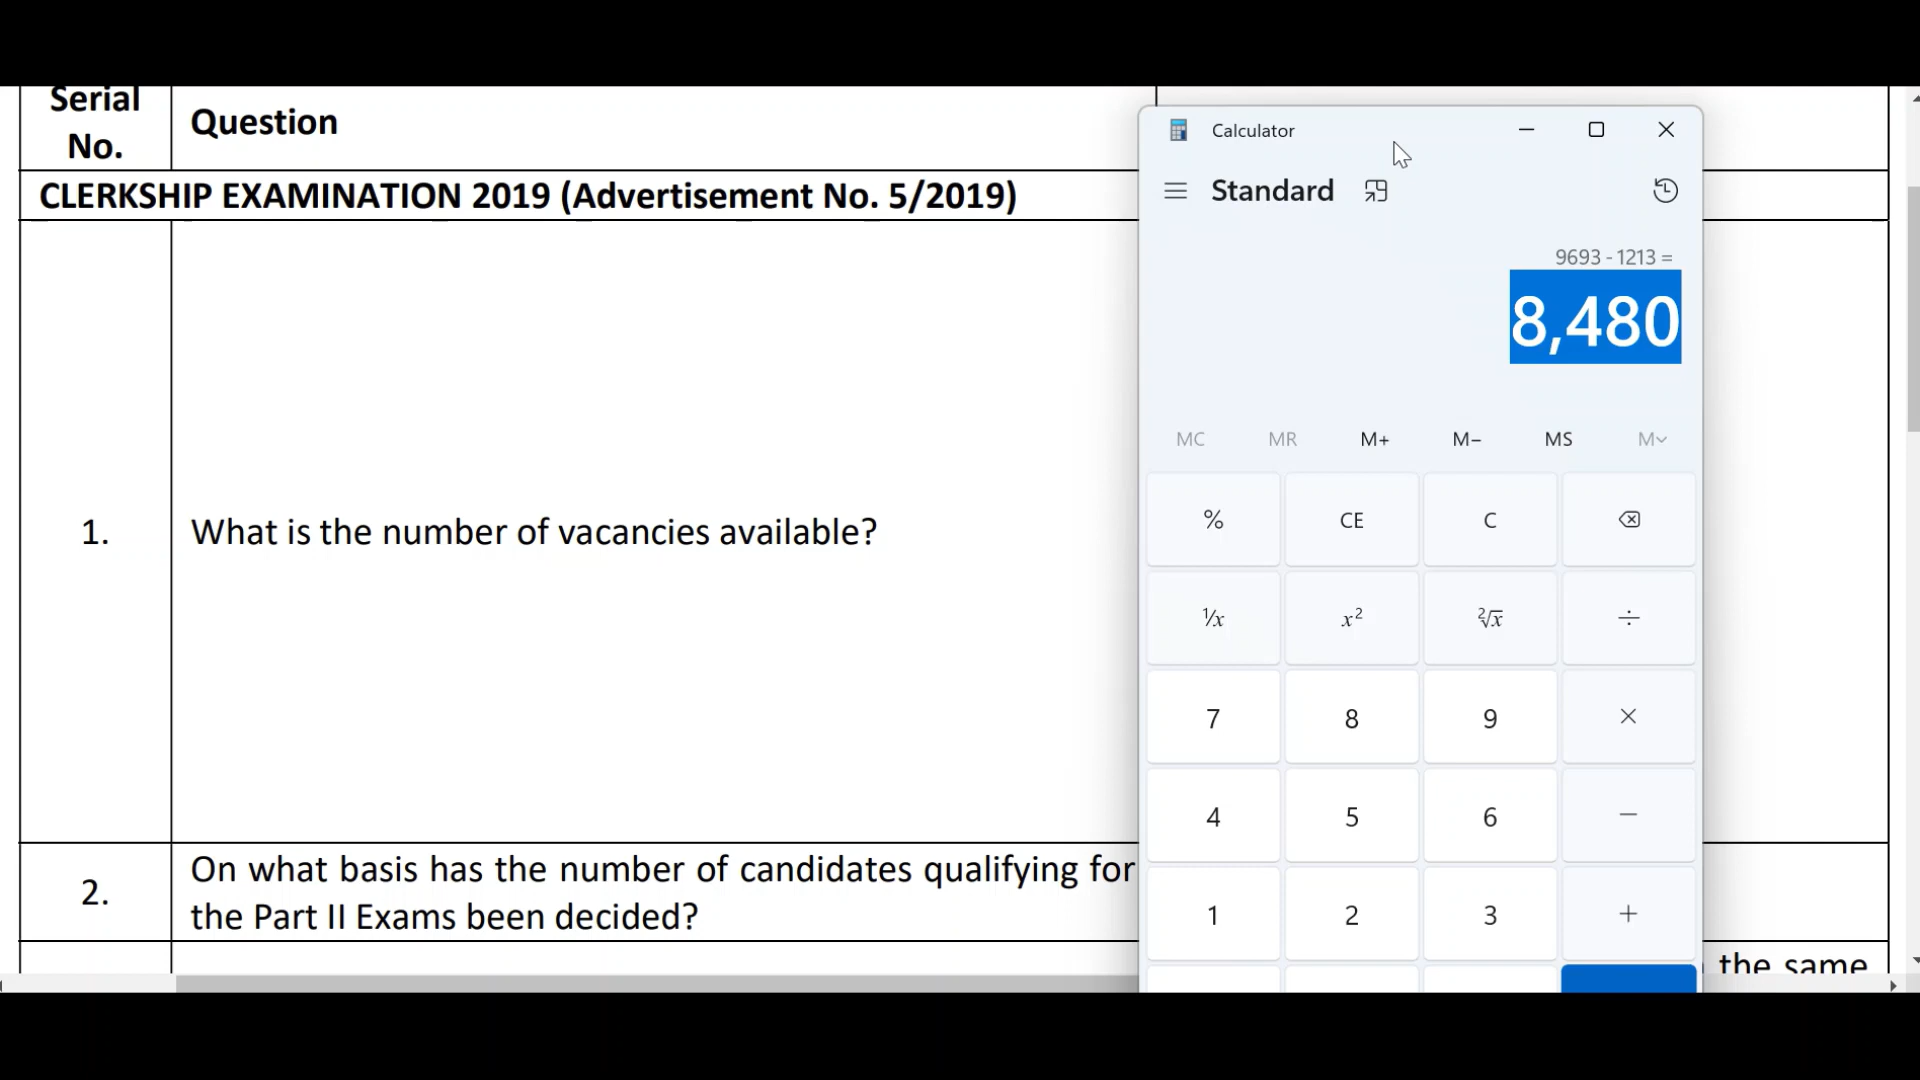 Serial
No.
Question
CLERKSHIP EXAMINATION 2019 (Advertisement No. 5/2019)
1.
What is the number of vacancies available?
2.
On what basis has the number of candidates qualifying for
the Part II Exams been decided?
the same
Calculator
Standard
9693 - 1213 =
8,480
MC MR M+ M− MS M
% CE C
1/x x² ²√x ÷
7 8 9 ×
4 5 6 −
1 2 3 +